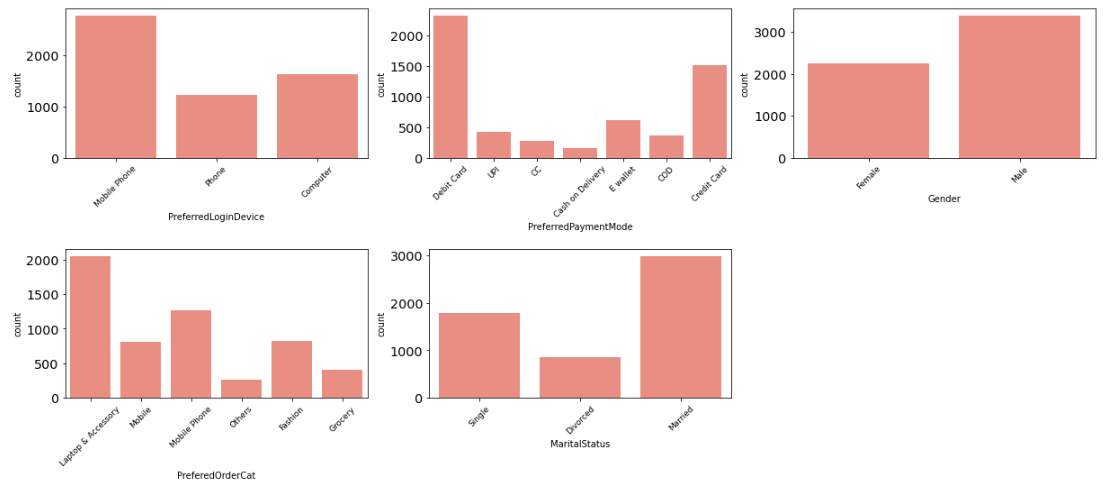 2000
1000
0
count
Mobile Phone
Phone
Computer
PreferredLoginDevice
2000
1500
1000
500
0
count
Debit Card
UPI
CC
Cash on Delivery
E wallet
COD
Credit Card
PreferredPaymentMode
3000
2000
1000
0
count
Female
Male
Gender
2000
1500
1000
500
0
count
Laptop & Accessory
Mobile
Mobile Phone
Others
Fashion
Grocery
PreferedOrderCat
3000
2000
1000
0
count
Single
Divorced
Married
MaritalStatus